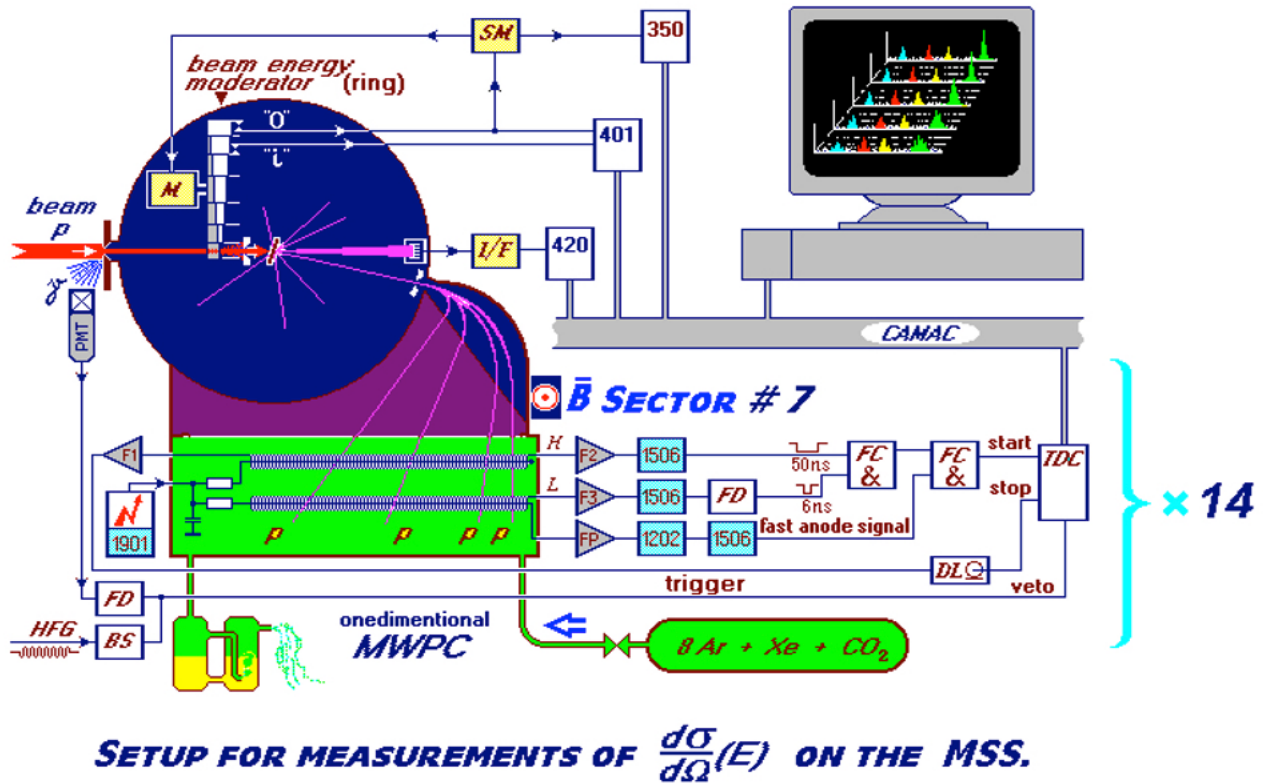 SM
350
beam energy
moderator (ring)
"O"
"i"
401
M
beam
p
I/F
420
γ
PMT
CAMAC
B̄ SECTOR # 7
F1
H
F2
1506
50ns
FC
&
FC
&
start
TDC
L
F3
1506
FD
6ns
stop
1901
p p p p
FP
1202
1506
fast anode signal
× 14
DL
trigger
veto
FD
HFG
BS
onedimentional
MWPC
8 Ar + Xe + CO₂
SETUP FOR MEASUREMENTS OF dσ/dΩ (E) ON THE MSS.